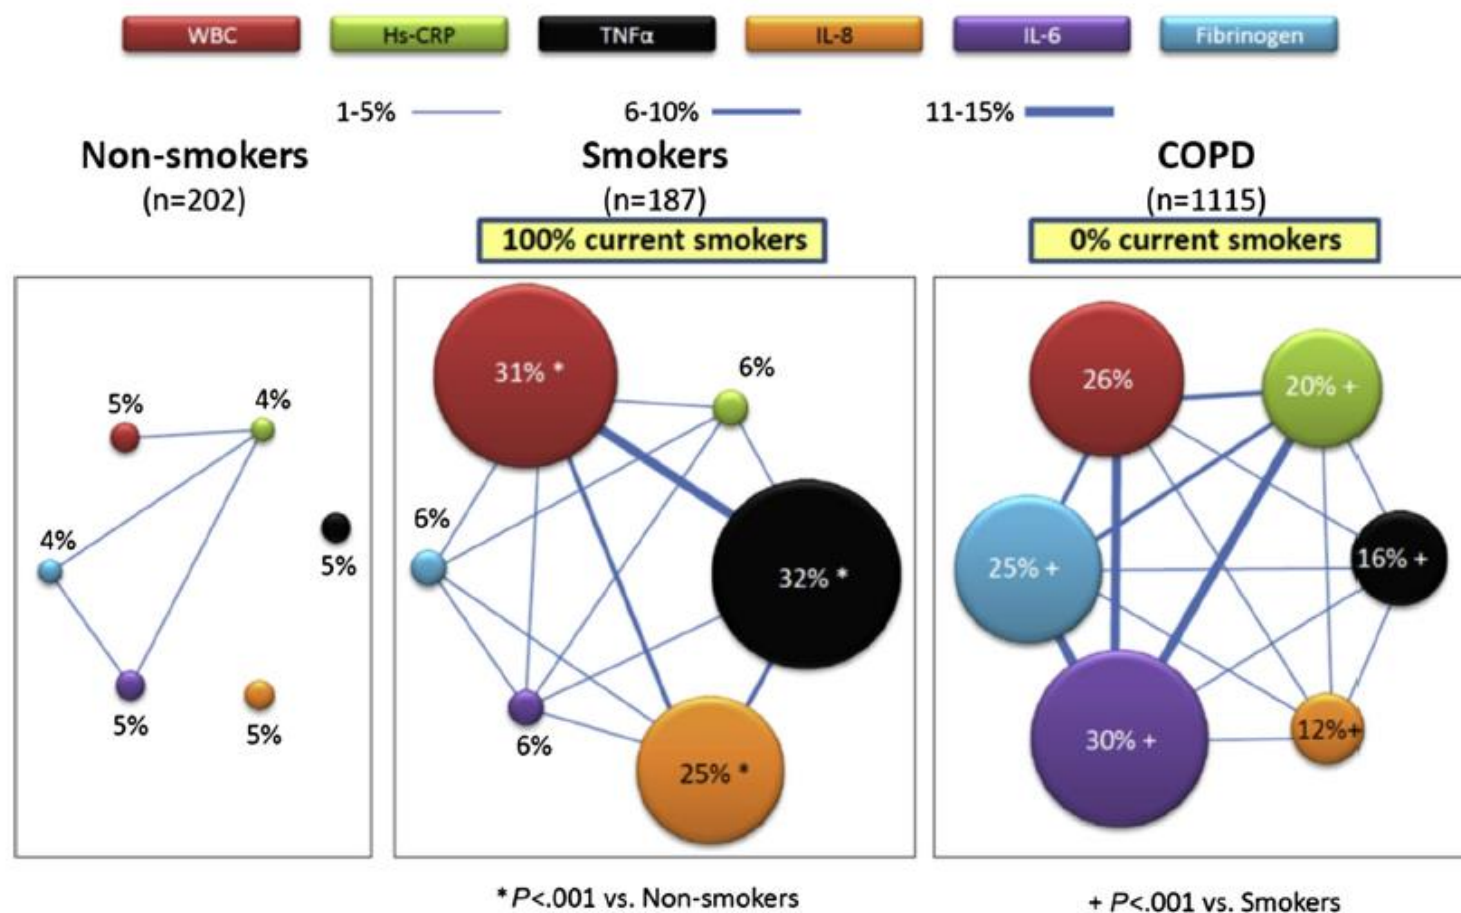 WBC Hs-CRP TNFα IL-8 IL-6 Fibrinogen
1-5% 6-10% 11-15%
Non-smokers
(n=202)
Smokers
(n=187)
100% current smokers
COPD
(n=1115)
0% current smokers
5%
4%
4%
5%
5%
5%
31% *
6%
6%
32% *
6%
25% *
26%
20% +
25% +
16% +
30% +
12%+
* P<.001 vs. Non-smokers
+ P<.001 vs. Smokers